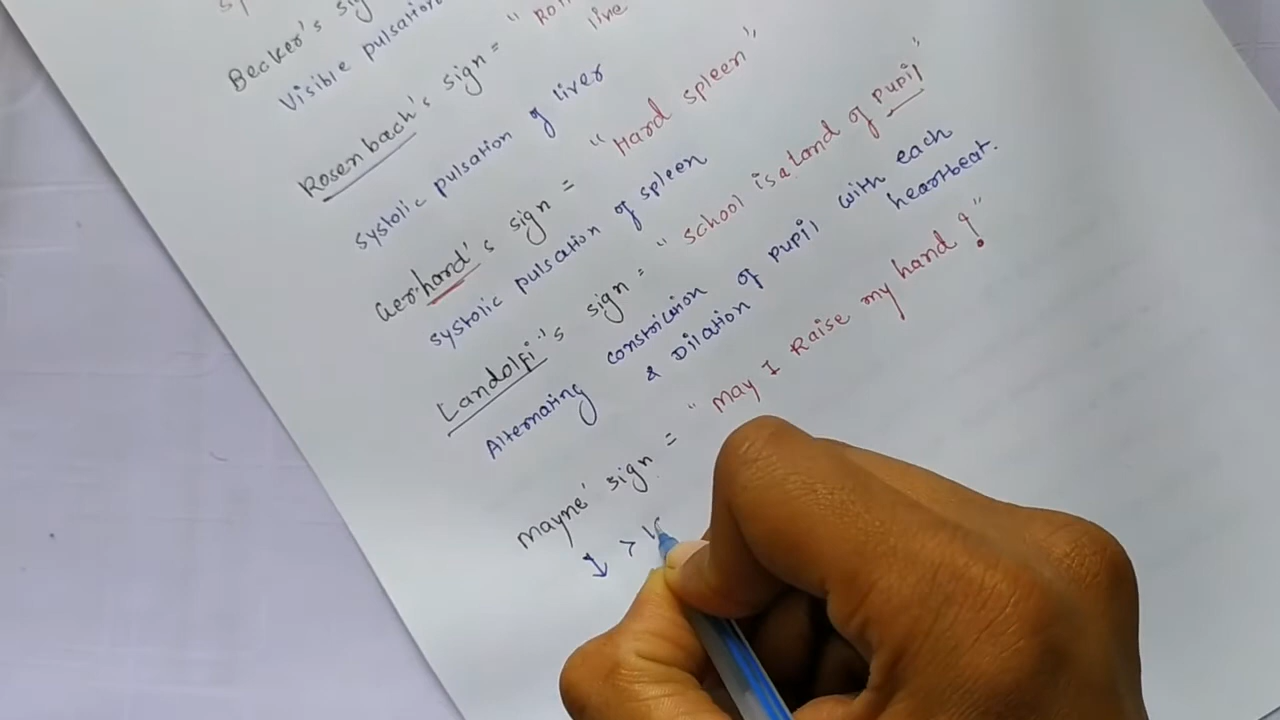 Becker's sig
Visible pulsation
Rosenbach's sign = "
live
systolic pulsation of liver
Gerhard's sign = "Hard spleen"
systolic pulsation of spleen
Landolfi's sign = "school is a Land of pupil"
Alternating constriction of pupil with each
& Dilation heartbeat.
Mayne' sign = "May I Raise my hand ?"
↓ >